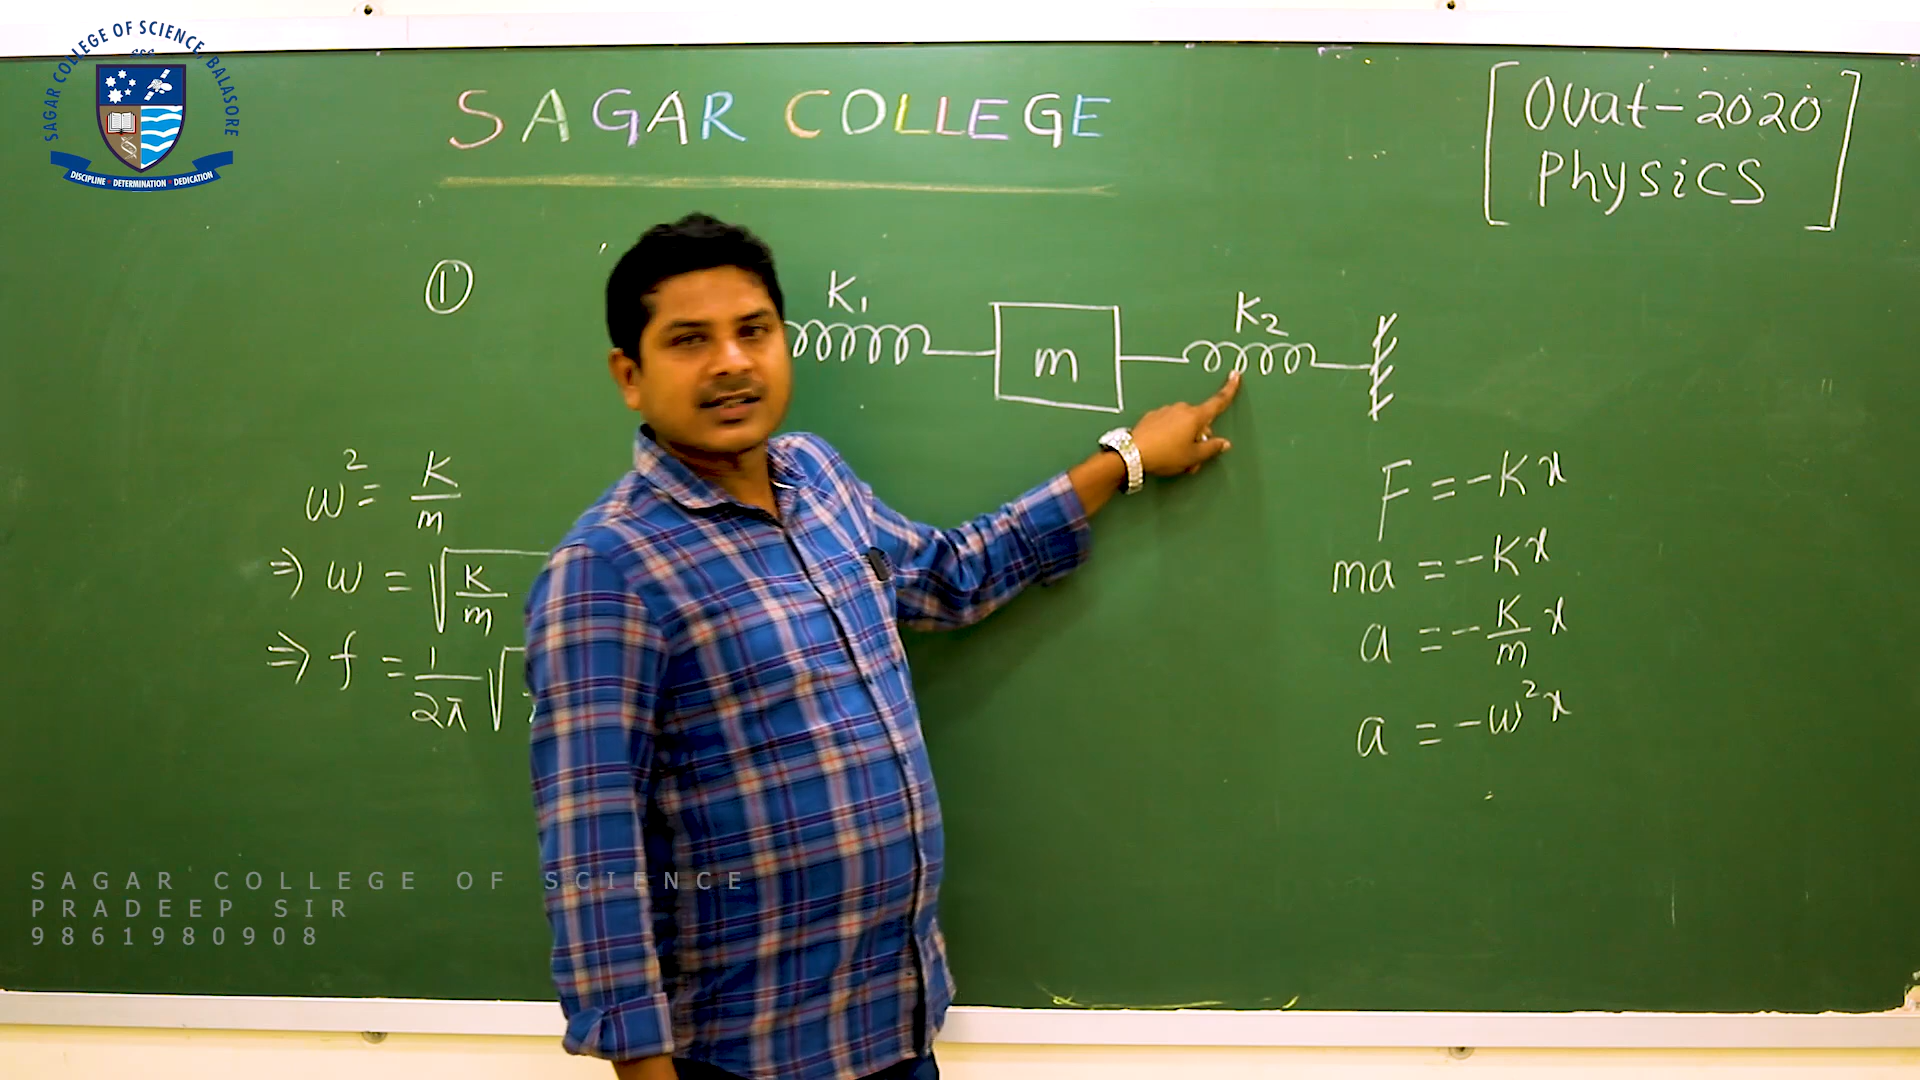 SAGAR COLLEGE OF SCIENCE, BALASORE
DISCIPLINE • DETERMINATION • DEDICATION
SAGAR COLLEGE
[OUat-2020
Physics]
①
K₁
m
K₂
ω² = K/m
⇒ ω = √K/m
⇒ f = 1/2π √
F = -Kx
ma = -Kx
a = -K/m x
a = -ω²x
SAGAR COLLEGE OF SCIENCE
PRADEEP SIR
9861980908